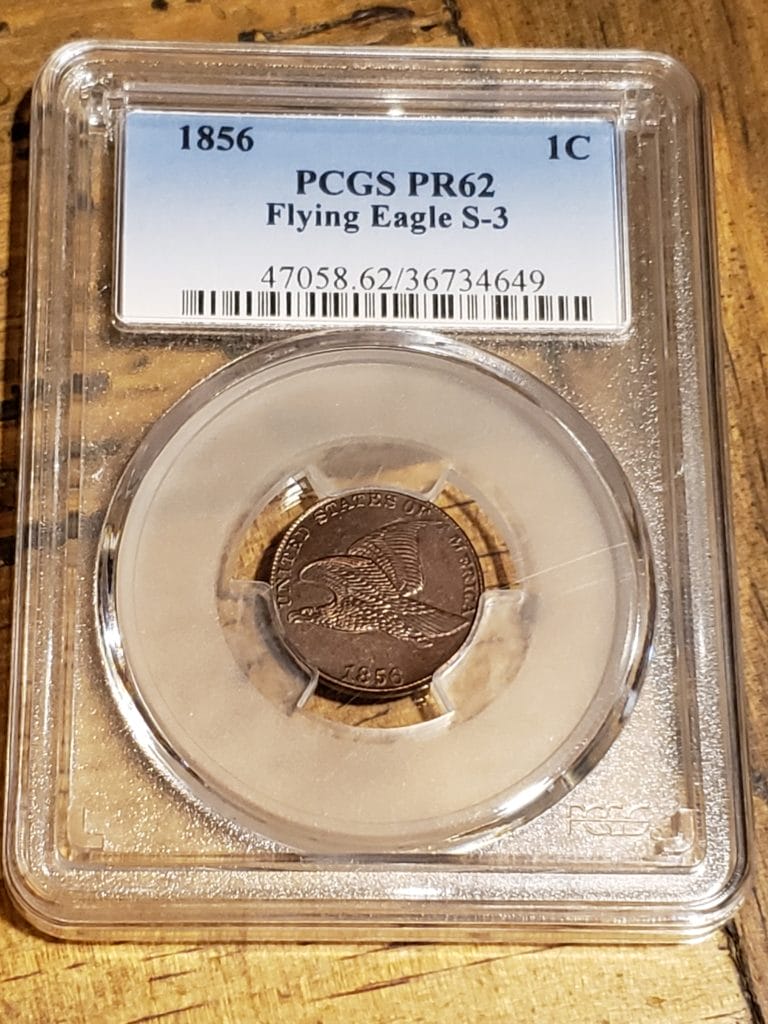 1856 1C
PCGS PR62
Flying Eagle S-3
47058.62/36734649
UNITED STATES OF AMERICA
1856
PCGS